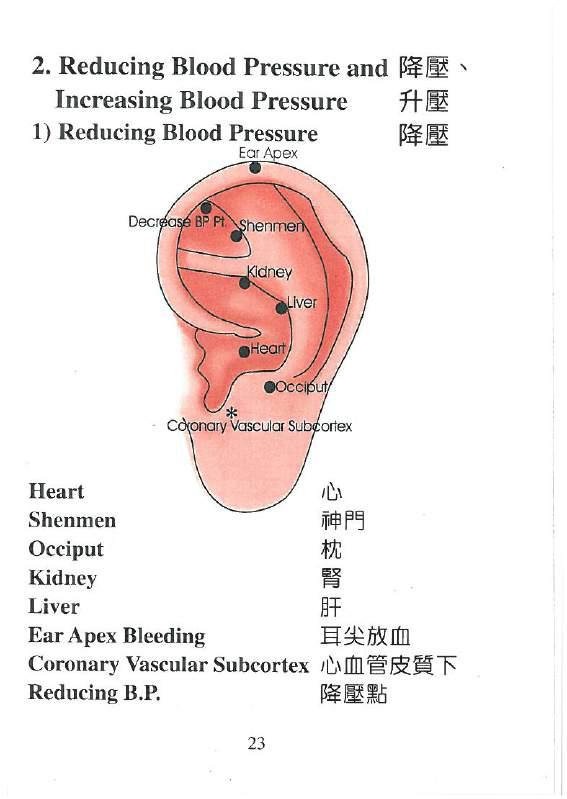 2. Reducing Blood Pressure and 降壓、
Increasing Blood Pressure 升壓
1) Reducing Blood Pressure 降壓
Ear Apex
Decrease BP Pt.
Shenmen
Kidney
Liver
Heart
Occiput
*
Coronary Vascular Subcortex
Heart 心
Shenmen 神門
Occiput 枕
Kidney 腎
Liver 肝
Ear Apex Bleeding 耳尖放血
Coronary Vascular Subcortex 心血管皮質下
Reducing B.P. 降壓點
23